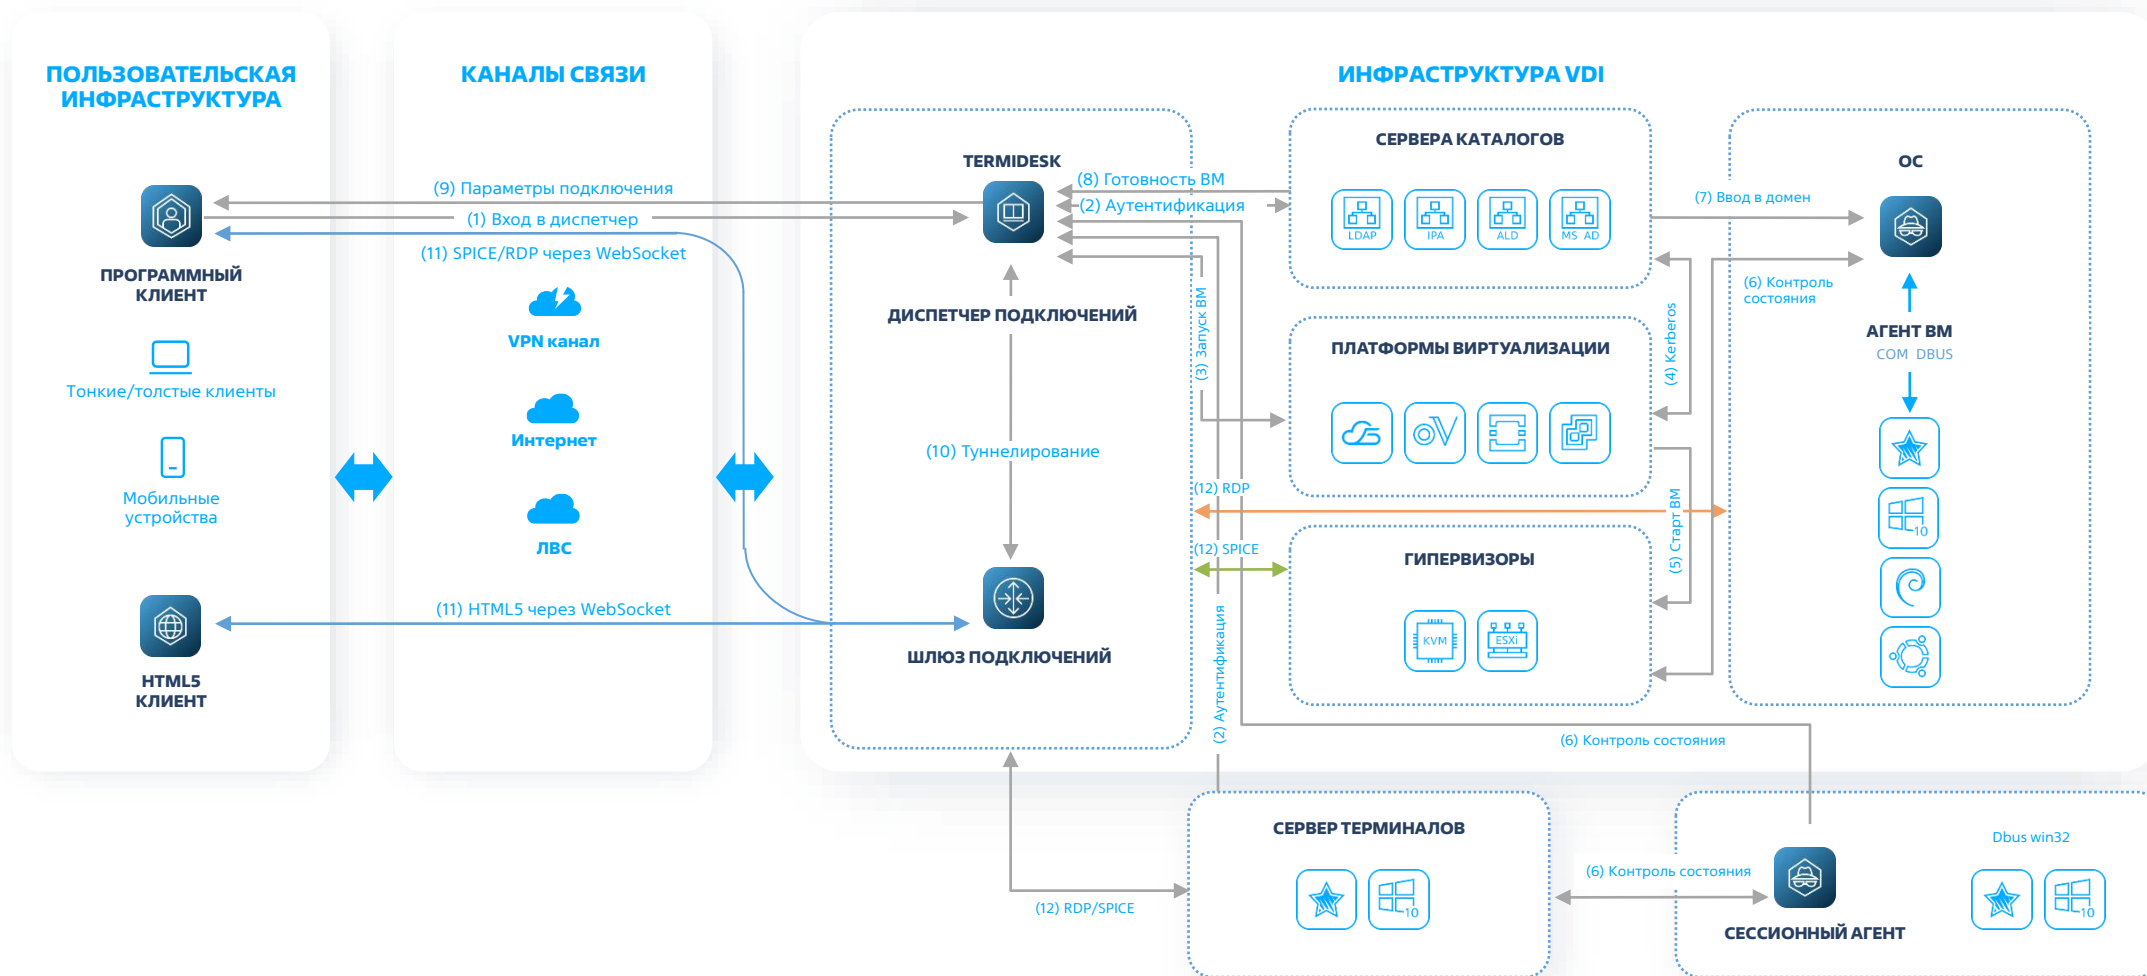 ПОЛЬЗОВАТЕЛЬСКАЯ
ИНФРАСТРУКТУРА
ПРОГРАММНЫЙ
КЛИЕНТ
Тонкие/толстые клиенты
Мобильные
устройства
HTML5
КЛИЕНТ
КАНАЛЫ СВЯЗИ
(9) Параметры подключения
(1) Вход в диспетчер
(11) SPICE/RDP через WebSocket
VPN канал
Интернет
ЛВС
(11) HTML5 через WebSocket
ИНФРАСТРУКТУРА VDI
TERMIDESK
ДИСПЕТЧЕР ПОДКЛЮЧЕНИЙ
(10) Туннелирование
ШЛЮЗ ПОДКЛЮЧЕНИЙ
(8) Готовность ВМ
(2) Аутентификация
(3) Запуск ВМ
(12) RDP
(12) SPICE
(2) Аутентификация
СЕРВЕРА КАТАЛОГОВ
LDAP
IPA
ALD
MS AD
ПЛАТФОРМЫ ВИРТУАЛИЗАЦИИ
oV
ГИПЕРВИЗОРЫ
KVM
ESXi
(7) Ввод в домен
(4) Kerberos
(6) Контроль
состояния
(5) Старт ВМ
ОС
АГЕНТ ВМ
COM DBUS
10
(6) Контроль состояния
(12) RDP/SPICE
СЕРВЕР ТЕРМИНАЛОВ
10
(6) Контроль состояния
СЕССИОННЫЙ АГЕНТ
Dbus win32
10